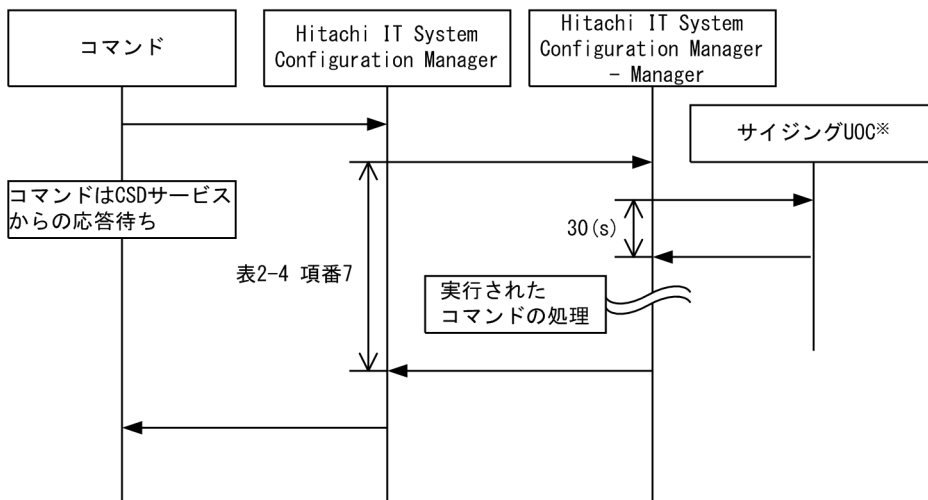 コマンド
Hitachi IT System
Configuration Manager
Hitachi IT System
Configuration Manager
- Manager
サイジングUOC※
コマンドはCSDサービス
からの応答待ち
30(s)
表2-4 項番7
実行された
コマンドの処理